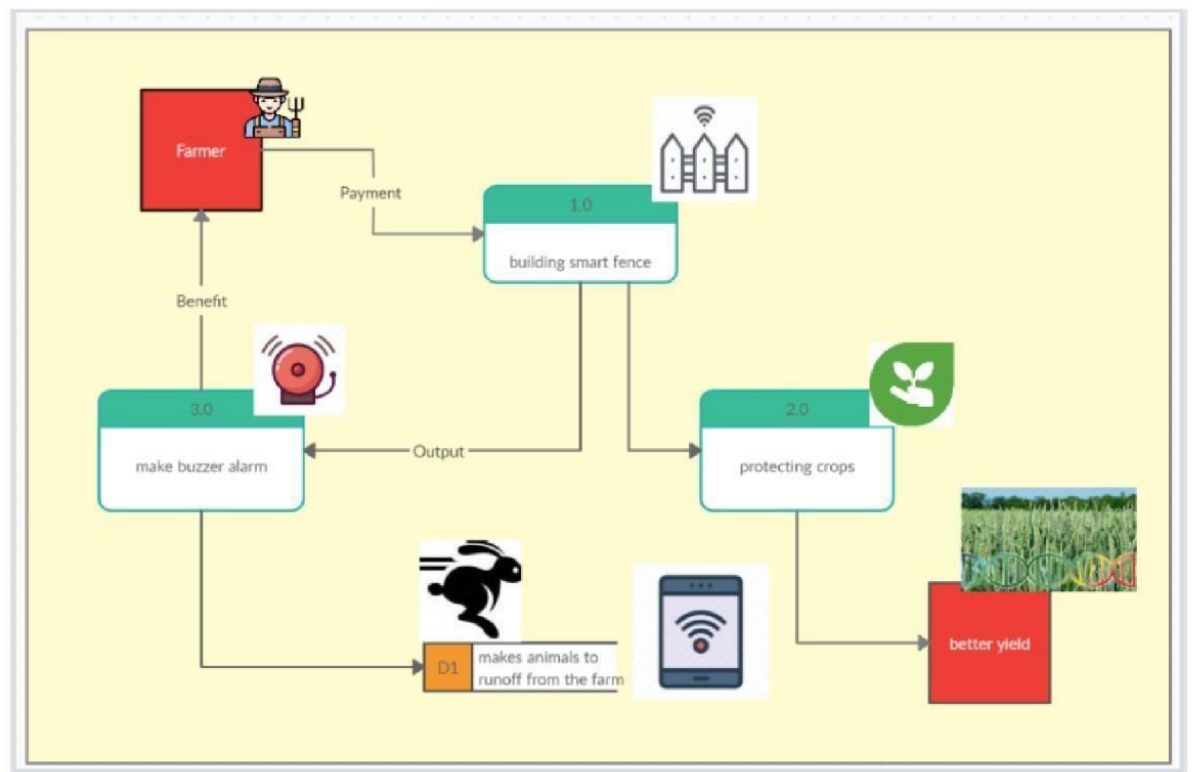 Farmer
Payment
1.0
building smart fence
Benefit
3.0
make buzzer alarm
Output
2.0
protecting crops
D1
makes animals to
runoff from the farm
better yield